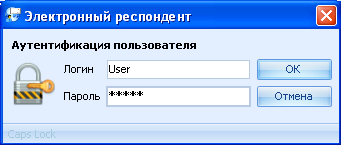 Электронный респондент
Аутентификация пользователя
Логин User OK
Пароль ***** Отмена
Caps Lock